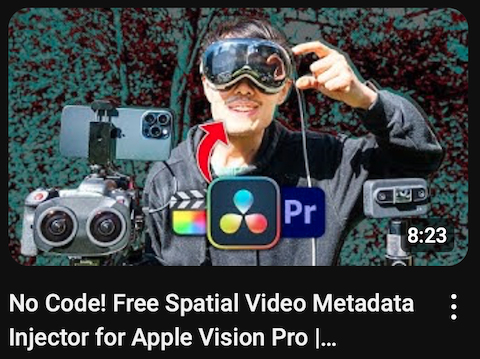 Pr
8:23
No Code! Free Spatial Video Metadata
Injector for Apple Vision Pro |...